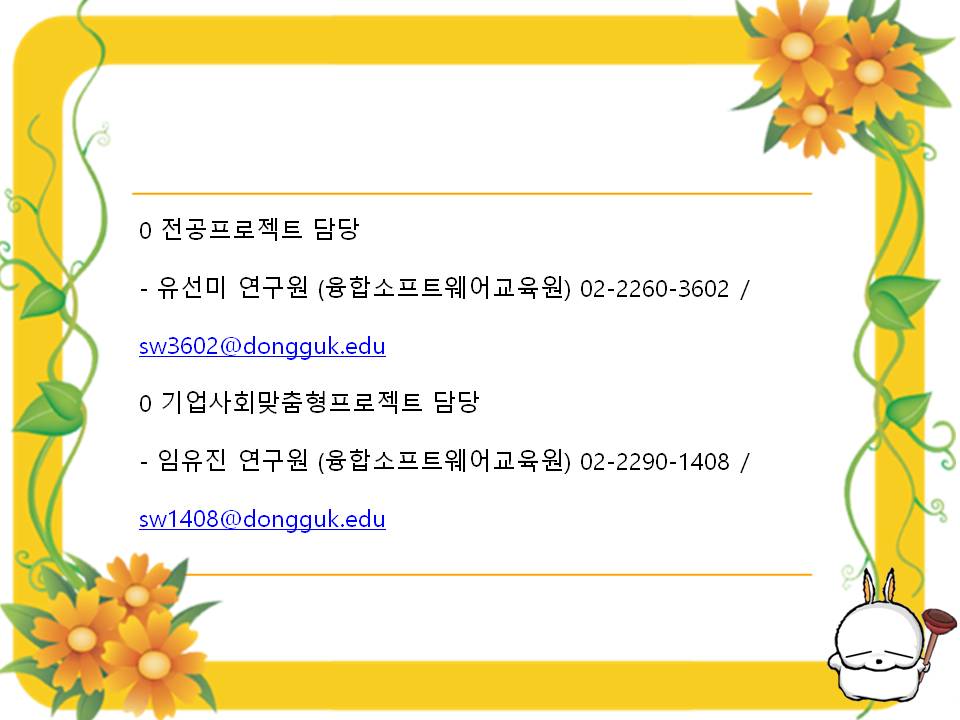 0 전공프로젝트 담당
- 유선미 연구원 (융합소프트웨어교육원) 02-2260-3602 /
sw3602@dongguk.edu
0 기업사회맞춤형프로젝트 담당
- 임유진 연구원 (융합소프트웨어교육원) 02-2290-1408 /
sw1408@dongguk.edu